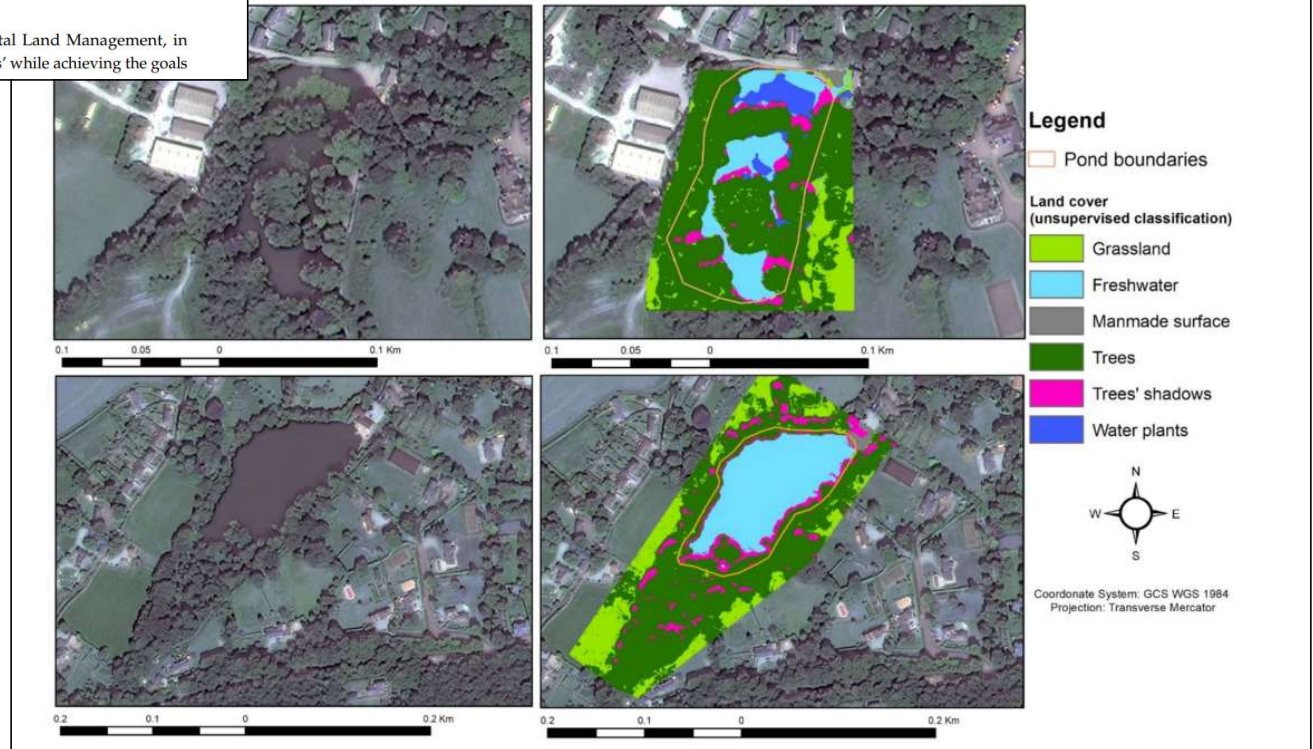 tal Land Management, in
s' while achieving the goals
Legend
Pond boundaries
Land cover
(unsupervised classification)
Grassland
Freshwater
Manmade surface
Trees
Trees' shadows
Water plants
N
W E
S
Coordonate System: GCS WGS 1984
Projection: Transverse Mercator
0.1 0.05 0 0.1 Km
0.1 0.05 0 0.1 Km
0.2 0.1 0 0.2 Km
0.2 0.1 0 0.2 Km